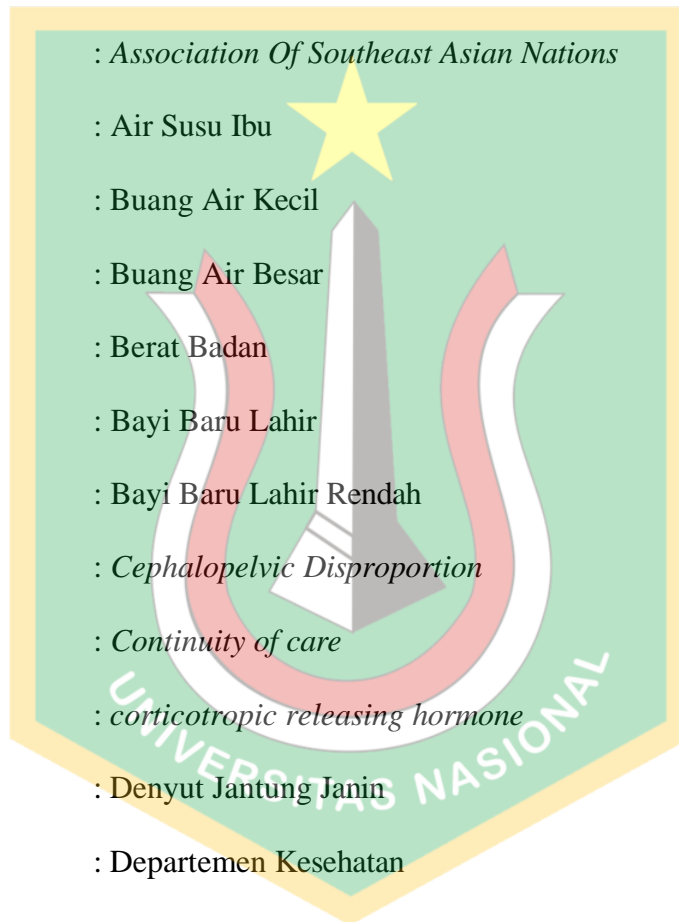 : Association Of Southeast Asian Nations
: Air Susu Ibu
: Buang Air Kecil
: Buang Air Besar
: Berat Badan
: Bayi Baru Lahir
: Bayi Baru Lahir Rendah
: Cephalopelvic Disproportion
: Continuity of care
: corticotropic releasing hormone
: Denyut Jantung Janin
: Departemen Kesehatan
UNIVERSITAS NASIONAL